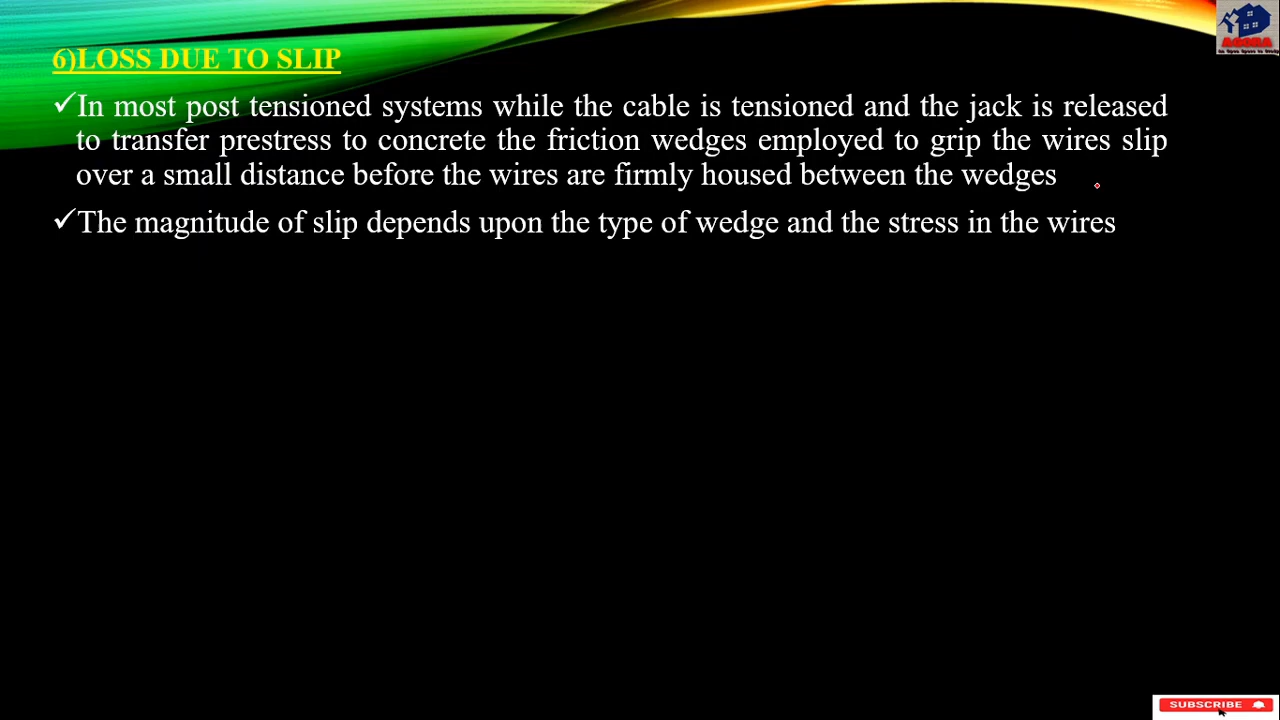 AGORA
6)LOSS DUE TO SLIP
✓In most post tensioned systems while the cable is tensioned and the jack is released
to transfer prestress to concrete the friction wedges employed to grip the wires slip
over a small distance before the wires are firmly housed between the wedges
✓The magnitude of slip depends upon the type of wedge and the stress in the wires
SUBSCRIBE